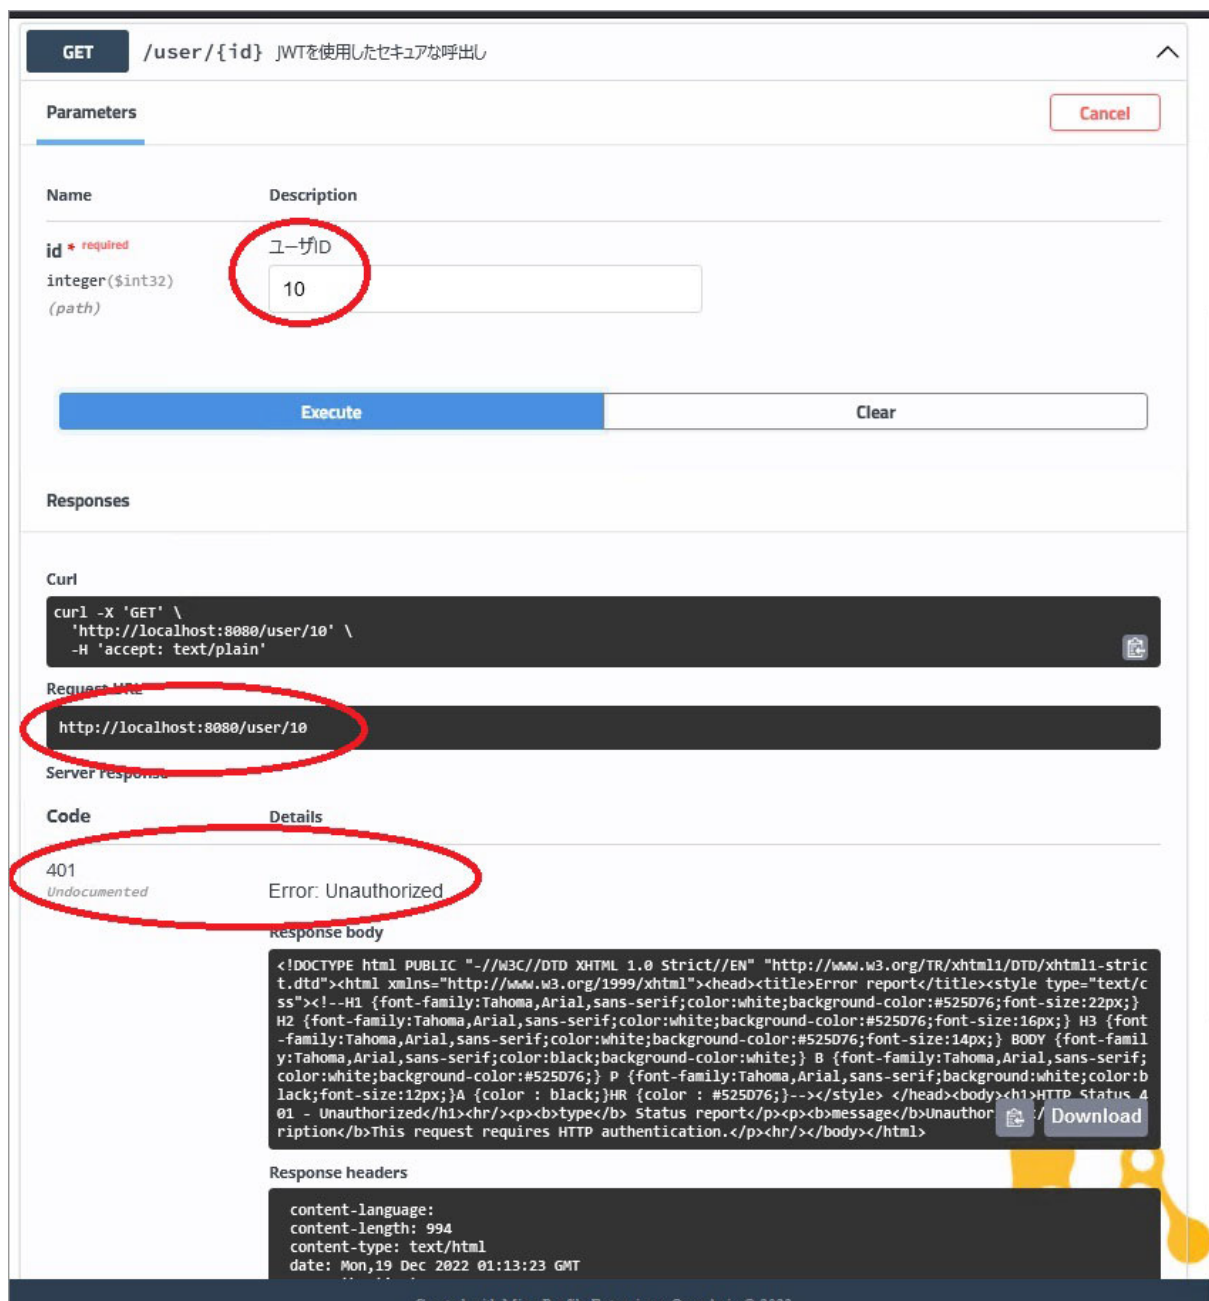 GET /user/{id} JWTを使用したセキュアな呼出し
Parameters
Cancel
Name Description
id * required
ユーザID
integer($int32)
10
(path)
Execute Clear
Responses
Curl
curl -X 'GET' \
'http://localhost:8080/user/10' \
-H 'accept: text/plain'
Request URL
http://localhost:8080/user/10
Server response
Code Details
401
Undocumented
Error: Unauthorized
Response body
<!DOCTYPE html PUBLIC "-//W3C//DTD XHTML 1.0 Strict//EN" "http://www.w3.org/TR/xhtml1/DTD/xhtml1-stric
t.dtd"><html xmlns="http://www.w3.org/1999/xhtml"><head><title>Error report</title><style type="text/c
ss"><!--H1 {font-family:Tahoma,Arial,sans-serif;color:white;background-color:#525D76;font-size:22px;}
H2 {font-family:Tahoma,Arial,sans-serif;color:white;background-color:#525D76;font-size:16px;} H3 {font
-family:Tahoma,Arial,sans-serif;color:white;background-color:#525D76;font-size:14px;} BODY {font-famil
y:Tahoma,Arial,sans-serif;color:black;background-color:white;} B {font-family:Tahoma,Arial,sans-serif;
color:white;background-color:#525D76;} P {font-family:Tahoma,Arial,sans-serif;background:white;color:b
lack;font-size:12px;}A {color : black;}HR {color : #525D76;}--></style> </head><body><h1>HTTP Status 4
01 - Unauthorized</h1><hr/><p><b>type</b> Status report</p><p><b>message</b>Unauthor
ription</b>This request requires HTTP authentication.</p><hr/></body></html>
Download
Response headers
content-language:
content-length: 994
content-type: text/html
date: Mon,19 Dec 2022 01:13:23 GMT